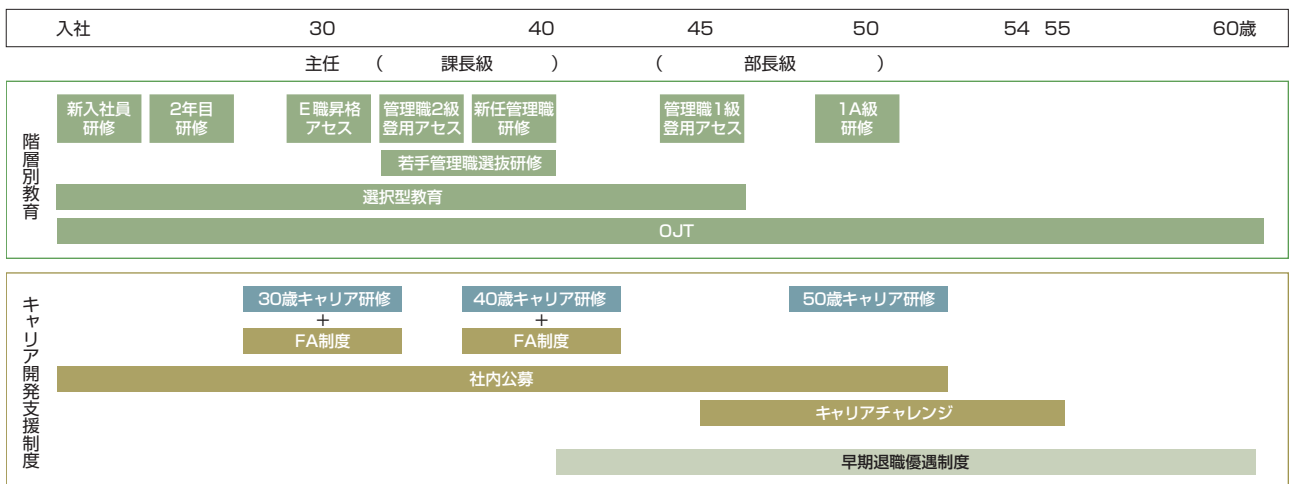 入社 30 40 45 50 54 55 60歳
主任 ( 課長級 ) ( 部長級 )
階層別教育
新入社員
研修
2年目
研修
E職昇格
アセス
管理職2級
登用アセス
新任管理職
研修
管理職1級
登用アセス
1A級
研修
若手管理職選抜研修
選択型教育
OJT
キャリア開発支援制度
30歳キャリア研修
+
FA制度
40歳キャリア研修
+
FA制度
50歳キャリア研修
社内公募
キャリアチャレンジ
早期退職優遇制度